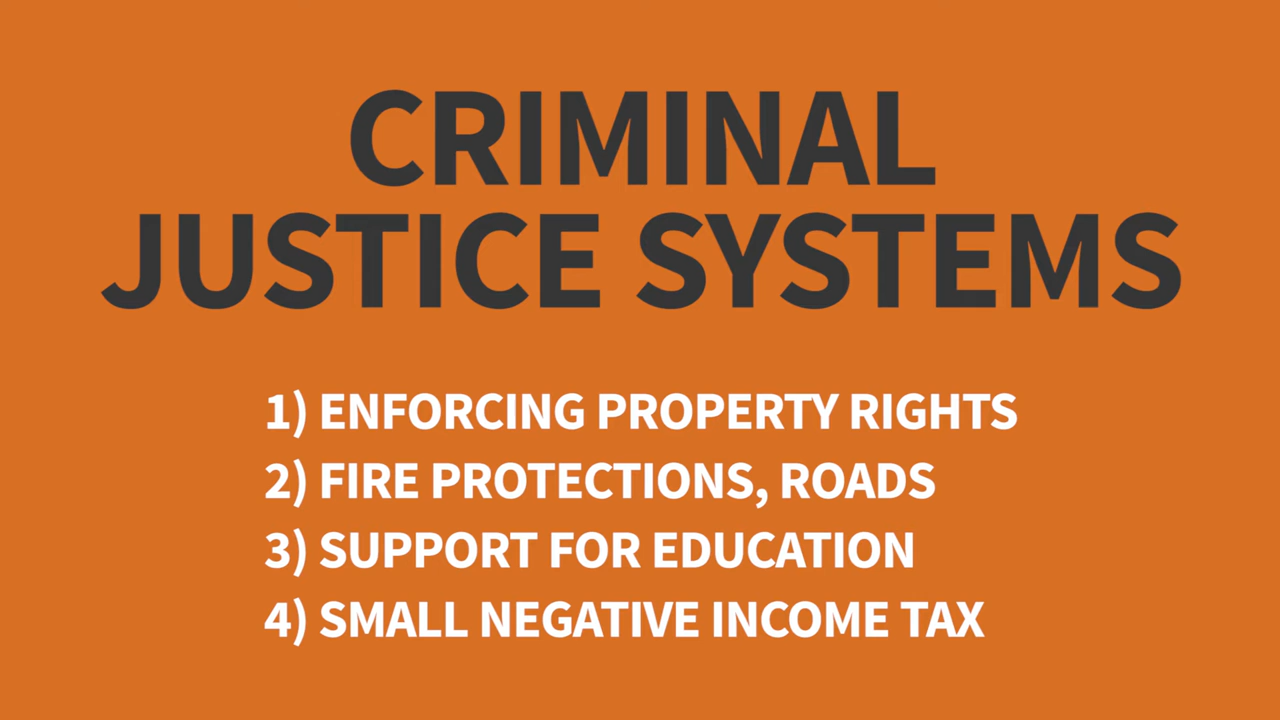 CRIMINAL
JUSTICE SYSTEMS
1) ENFORCING PROPERTY RIGHTS
2) FIRE PROTECTIONS, ROADS
3) SUPPORT FOR EDUCATION
4) SMALL NEGATIVE INCOME TAX